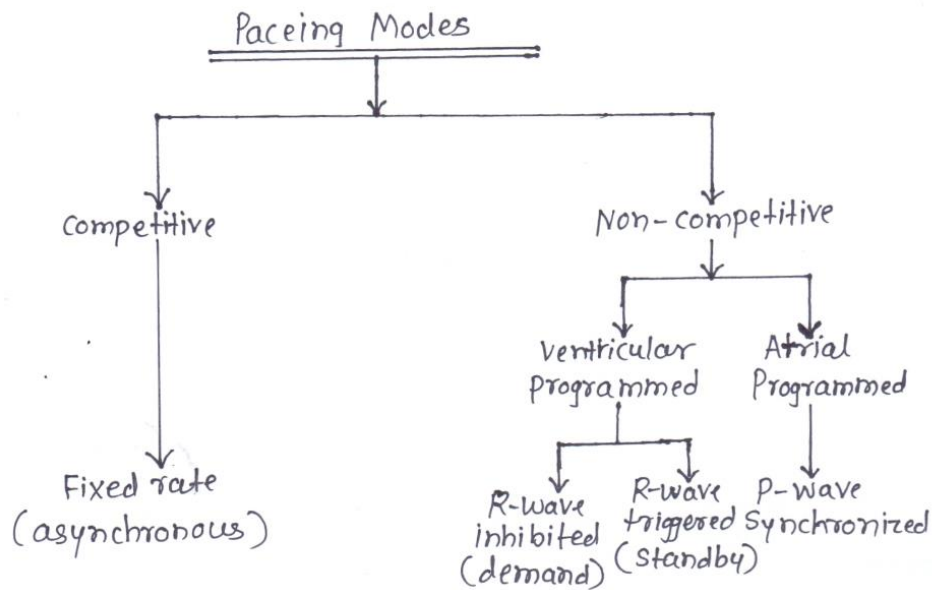 Paceing Modes
Competitive
Non-competitive
Ventricular
programmed
Atrial
Programmed
Fixed rate
(asynchronous)
R-wave
inhibited
(demand)
R-wave
triggered
(standby)
P-wave
Synchronized